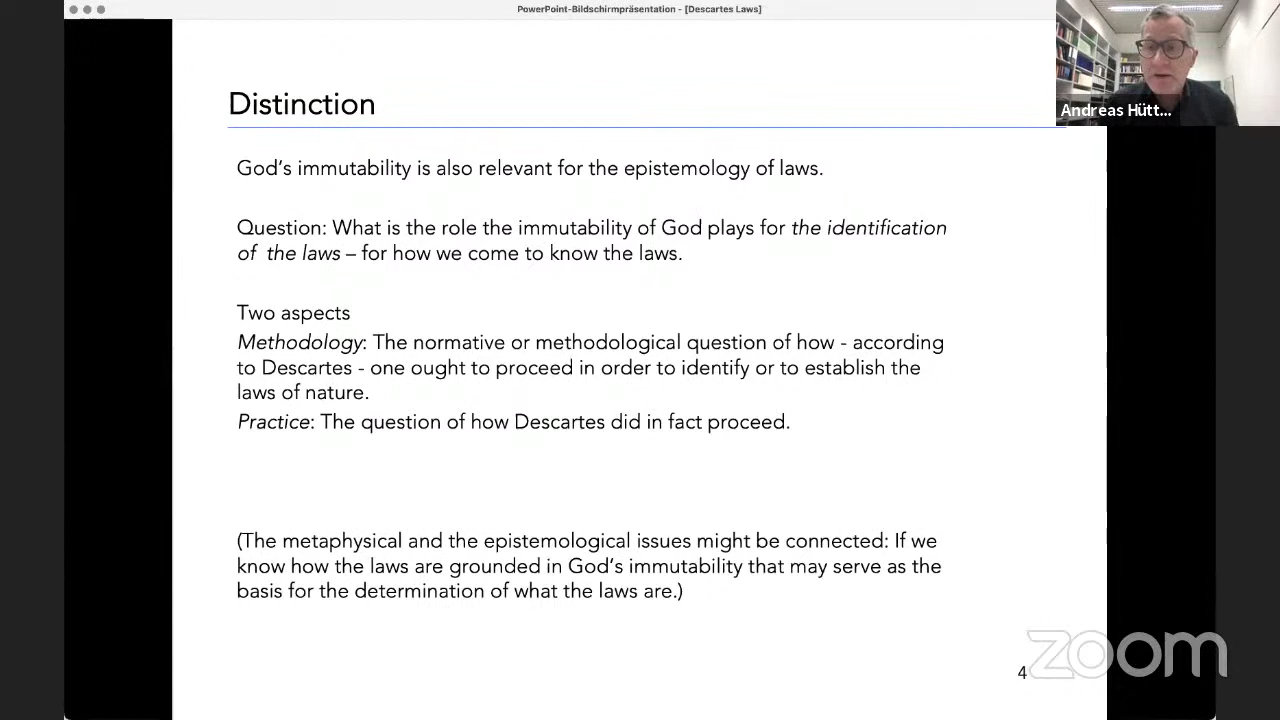 PowerPoint-Bildschirmpräsentation - [Descartes Laws]
Andreas Hütt...
Distinction
God's immutability is also relevant for the epistemology of laws.
Question: What is the role the immutability of God plays for the identification
of the laws – for how we come to know the laws.
Two aspects
Methodology: The normative or methodological question of how - according
to Descartes - one ought to proceed in order to identify or to establish the
laws of nature.
Practice: The question of how Descartes did in fact proceed.
(The metaphysical and the epistemological issues might be connected: If we
know how the laws are grounded in God's immutability that may serve as the
basis for the determination of what the laws are.)
4
zoom